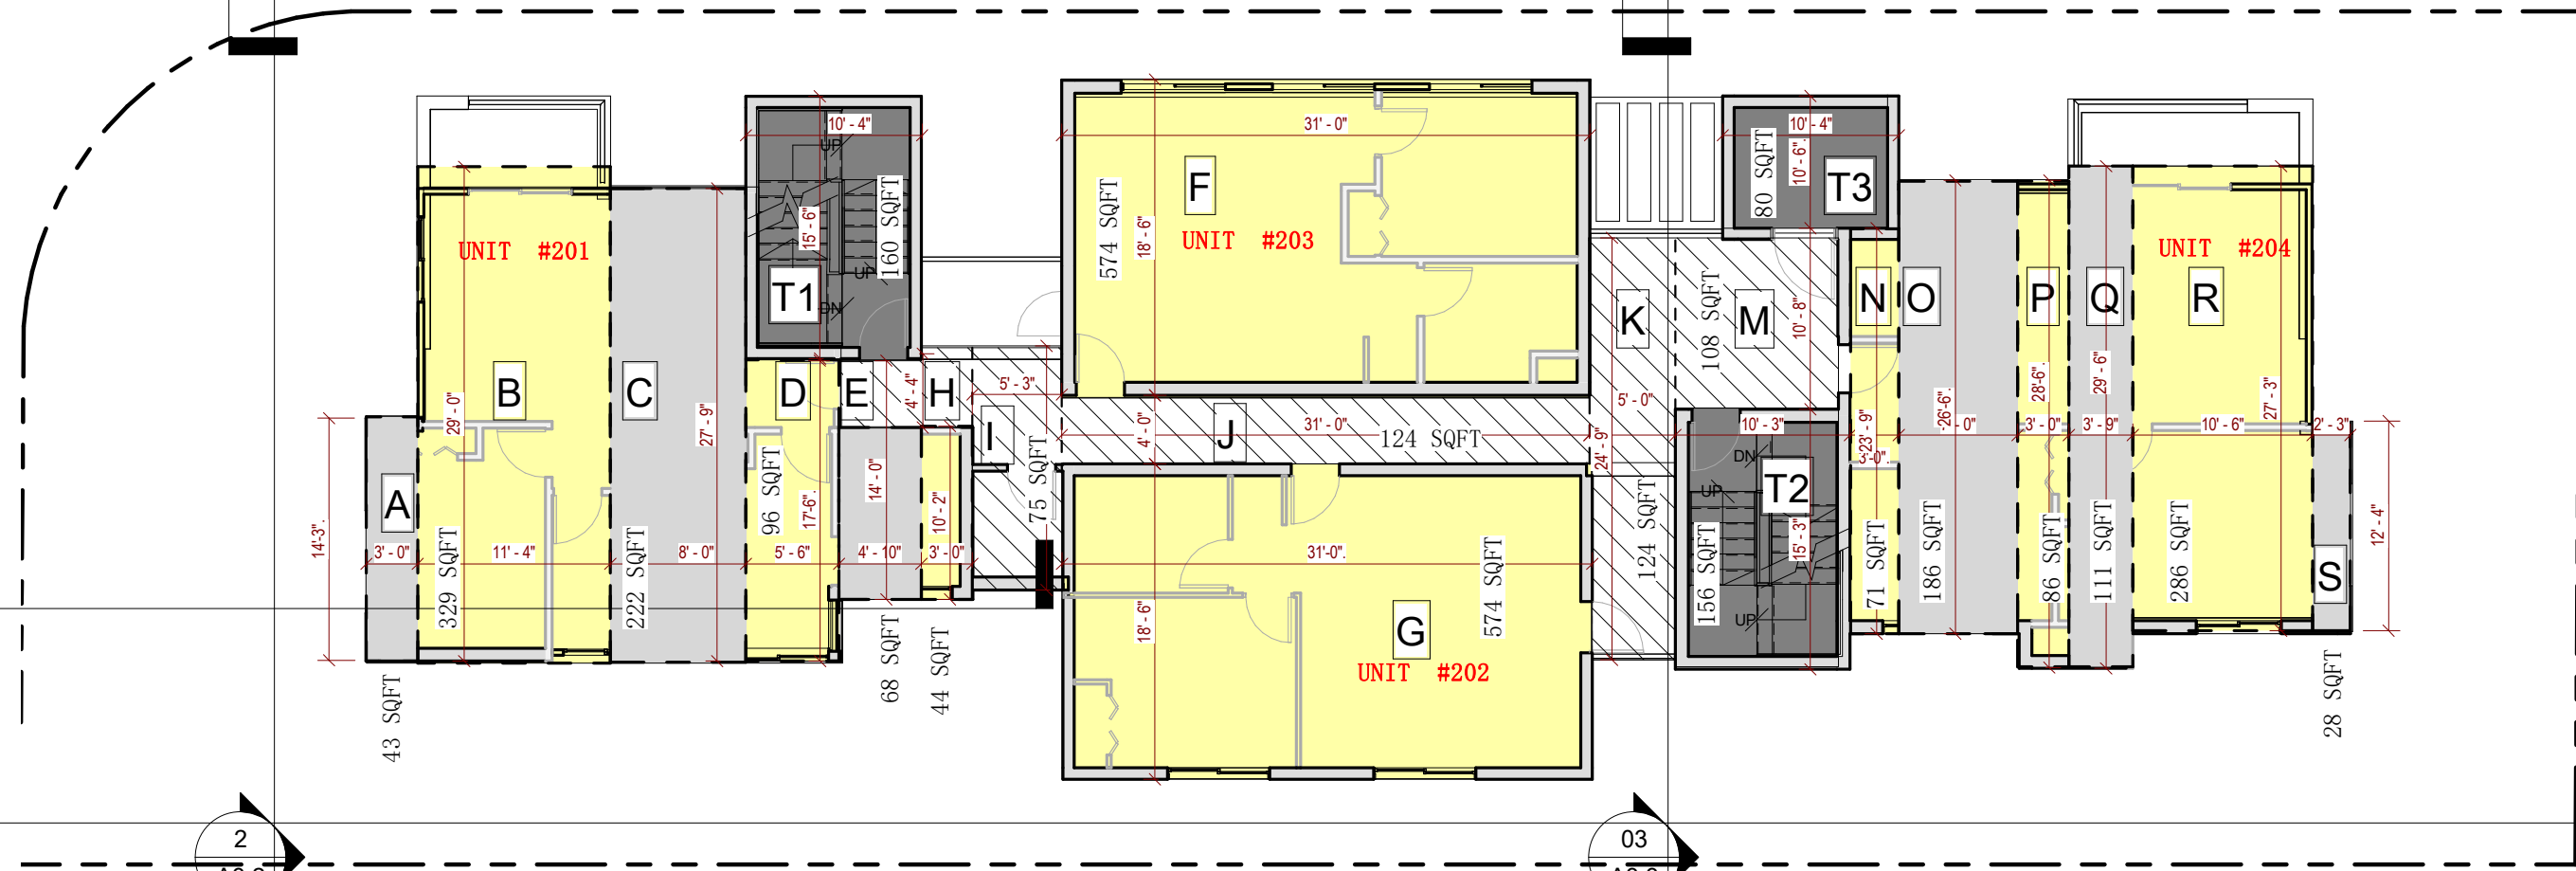 10' - 4"
UP
15' - 6"
160 SQFT
UP
T1
DN
UNIT #201
B
C
29' - 0"
27' - 9"
A
14'-3".
3' - 0"
11' - 4"
8' - 0"
329 SQFT
222 SQFT
43 SQFT
D
E
H
4' - 4"
5' - 3"
I
96 SQFT
17'-6".
14' - 0"
10' - 2"
75 SQFT
5' - 6"
4' - 10"
3' - 0"
68 SQFT
44 SQFT
31' - 0"
F
574 SQFT
18' - 6"
UNIT #203
J
4' - 0"
31' - 0"
124 SQFT
31'-0".
574 SQFT
18' - 6"
G
UNIT #202
K
108 SQFT
M
10' - 8"
5' - 0"
24' - 9"
124 SQFT
10' - 4"
80 SQFT
10' - 6".
T3
10' - 3"
DN
UP
T2
156 SQFT
15' - 3"
UP
N
O
P
Q
R
UNIT #204
23' - 9"
3'-0".
26'-6".
28'-6".
29' - 6"
27' - 3"
3' - 0"
3' - 9"
10' - 6"
2' - 3"
12' - 4"
71 SQFT
186 SQFT
86 SQFT
111 SQFT
286 SQFT
S
28 SQFT
2
03